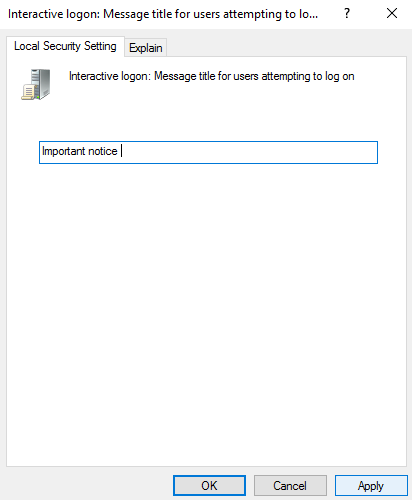 Interactive logon: Message title for users attempting to lo...
?
Local Security Setting
Explain
Interactive logon: Message title for users attempting to log on
Important notice
OK
Cancel
Apply